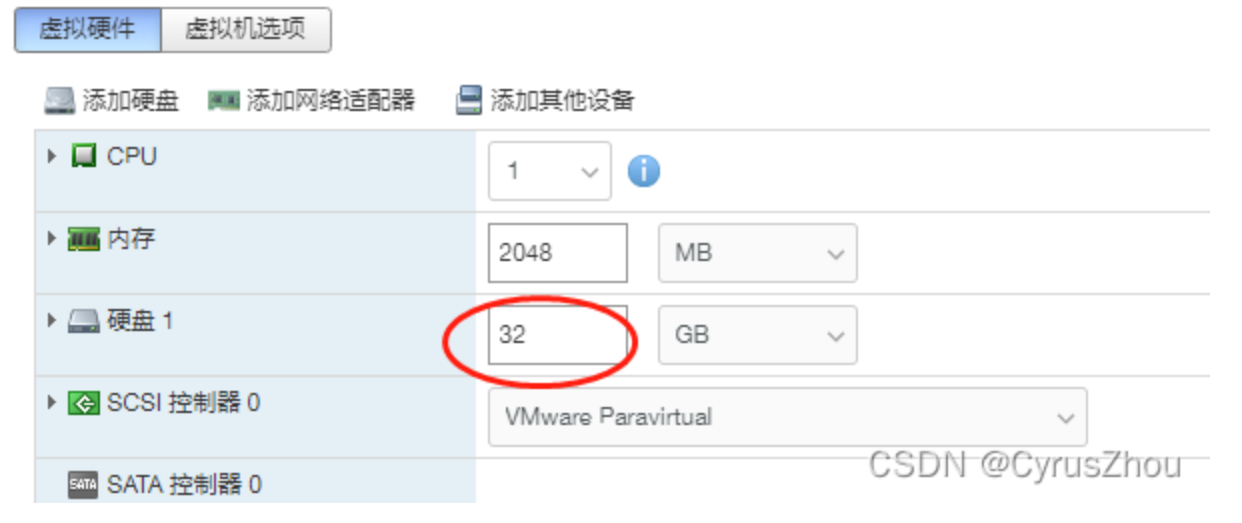 虚拟硬件 虚拟机选项
添加硬盘 添加网络适配器 添加其他设备
CPU 1 i
内存 2048 MB
硬盘 1 32 GB
SCSI 控制器 0 VMware Paravirtual
SATA SATA 控制器 0
CSDN @CyrusZhou